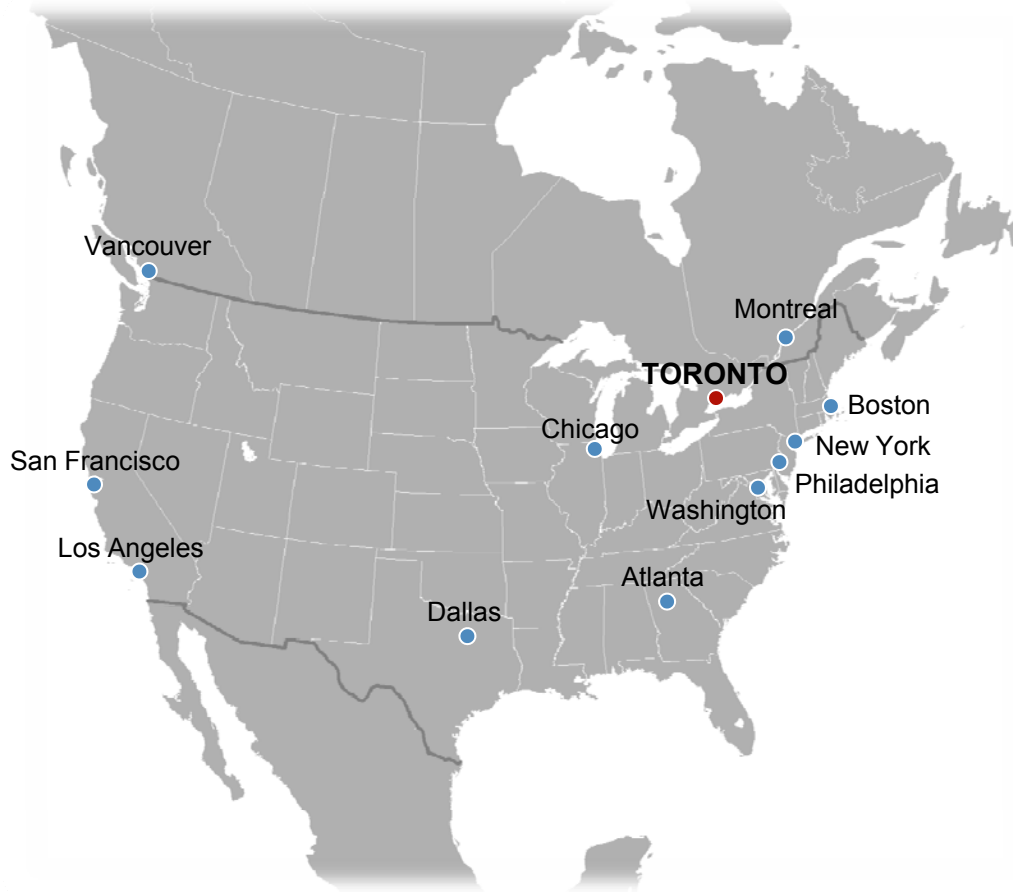 Vancouver
Montreal
TORONTO
Boston
Chicago
New York
San Francisco
Philadelphia
Washington
Los Angeles
Atlanta
Dallas